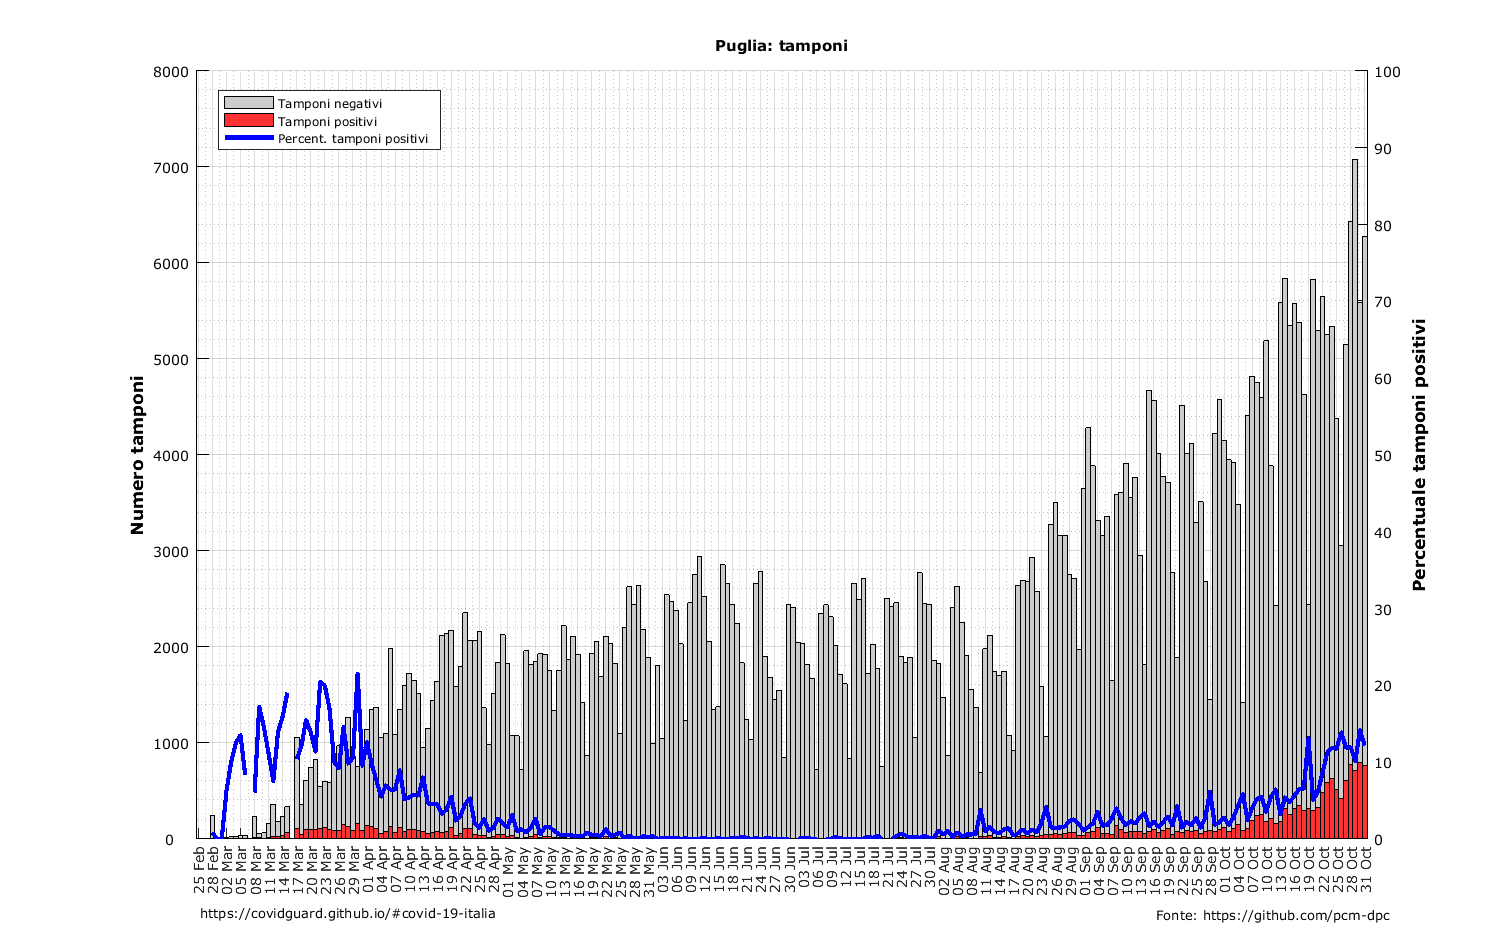 Puglia: tamponi
8000
7000
6000
5000
4000
3000
2000
1000
0
Numero tamponi
Tamponi negativi
Tamponi positivi
Percent. tamponi positivi
100
90
80
70
60
50
40
30
20
10
0
Percentuale tamponi positivi
25 Feb
28 Feb
02 Mar
05 Mar
08 Mar
11 Mar
14 Mar
17 Mar
20 Mar
23 Mar
26 Mar
29 Mar
01 Apr
04 Apr
07 Apr
10 Apr
13 Apr
16 Apr
19 Apr
22 Apr
25 Apr
28 Apr
01 May
04 May
07 May
10 May
13 May
16 May
19 May
22 May
25 May
28 May
31 May
03 Jun
06 Jun
09 Jun
12 Jun
15 Jun
18 Jun
21 Jun
24 Jun
27 Jun
30 Jun
03 Jul
06 Jul
09 Jul
12 Jul
15 Jul
18 Jul
21 Jul
24 Jul
27 Jul
30 Jul
02 Aug
05 Aug
08 Aug
11 Aug
14 Aug
17 Aug
20 Aug
23 Aug
26 Aug
29 Aug
01 Sep
04 Sep
07 Sep
10 Sep
13 Sep
16 Sep
19 Sep
22 Sep
25 Sep
28 Sep
01 Oct
04 Oct
07 Oct
10 Oct
13 Oct
16 Oct
19 Oct
22 Oct
25 Oct
28 Oct
31 Oct
https://covidguard.github.io/#covid-19-italia
Fonte: https://github.com/pcm-dpc